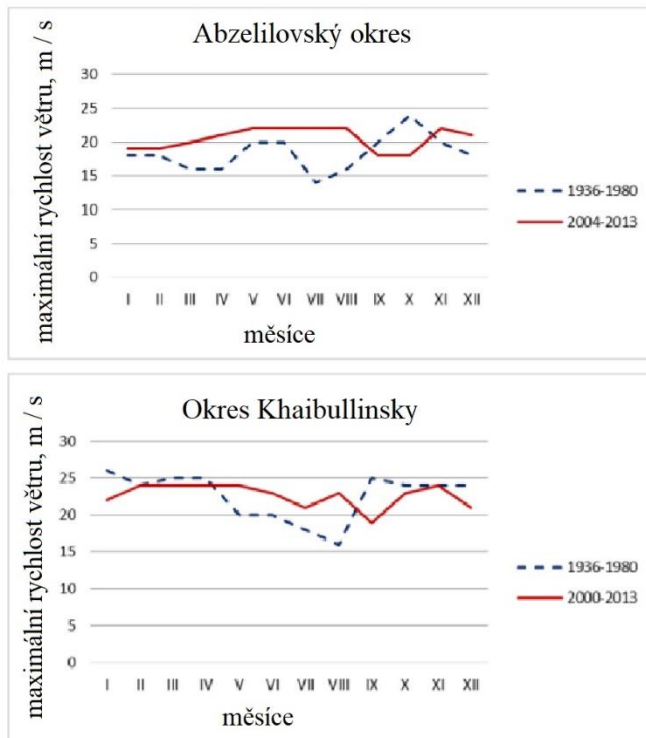 Abzelilovský okres
maximální rychlost větru, m / s
30
25
20
15
10
5
0
I II III IV V VI VII VIII IX X XI XII
měsíce
1936-1980
2004-2013
Okres Khaibullinsky
maximální rychlost větru, m / s
30
25
20
15
10
5
0
I II III IV V VI VII VIII IX X XI XII
měsíce
1936-1980
2000-2013